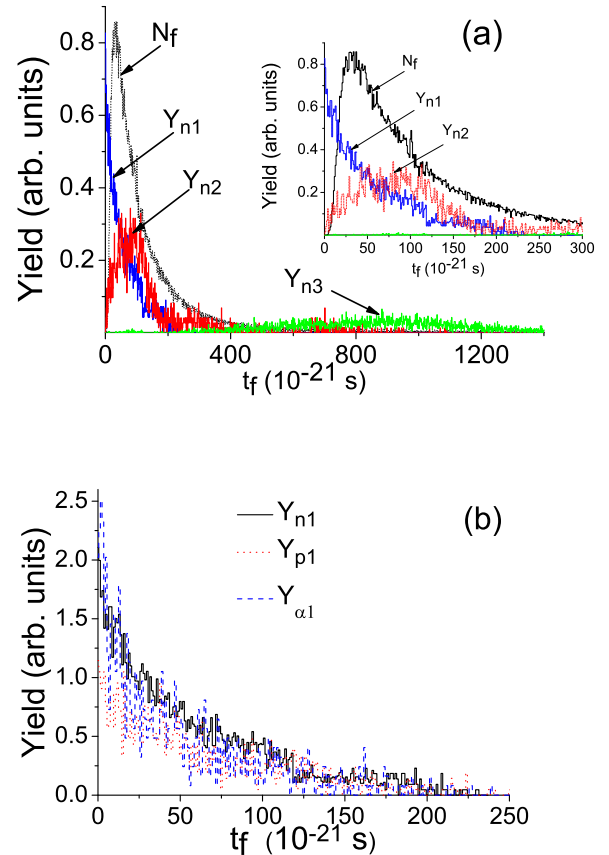 (a)
N_f
Y_n1
Y_n2
Y_n3
Yield (arb. units)
0.8
0.6
0.4
0.2
0
400
800
1200
t_f (10^-21 s)
N_f
Y_n1
Y_n2
Yield (arb. units)
0.8
0.6
0.4
0.2
0
50
100
150
200
250
300
t_f (10^-21 s)
(b)
Y_n1
Y_p1
Y_α1
Yield (arb. units)
2.5
2.0
1.5
1.0
0.5
0.0
0
50
100
150
200
250
t_f (10^-21 s)